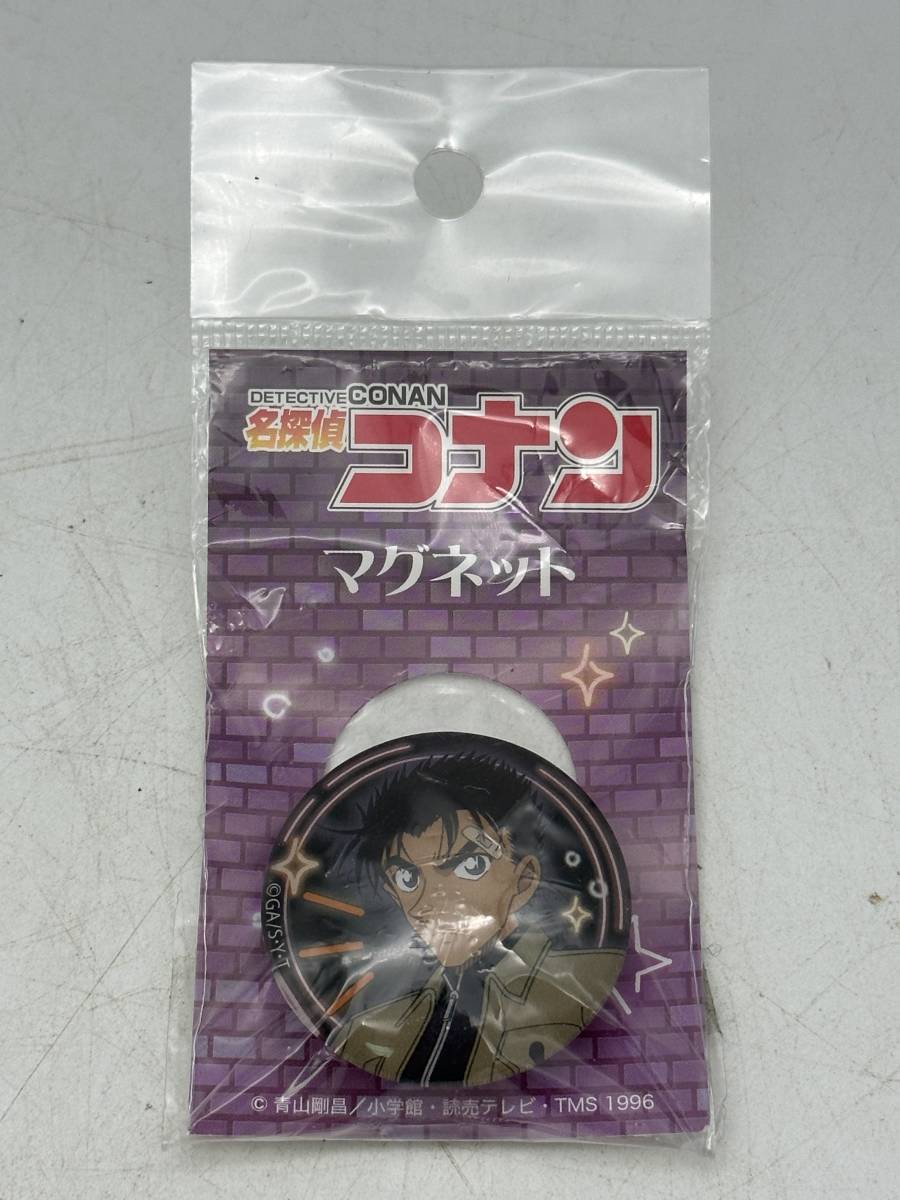 DETECTIVE CONAN
名探偵コナン
マグネット
©GA/S・Y・T
© 青山剛昌／小学館・読売テレビ・TMS 1996